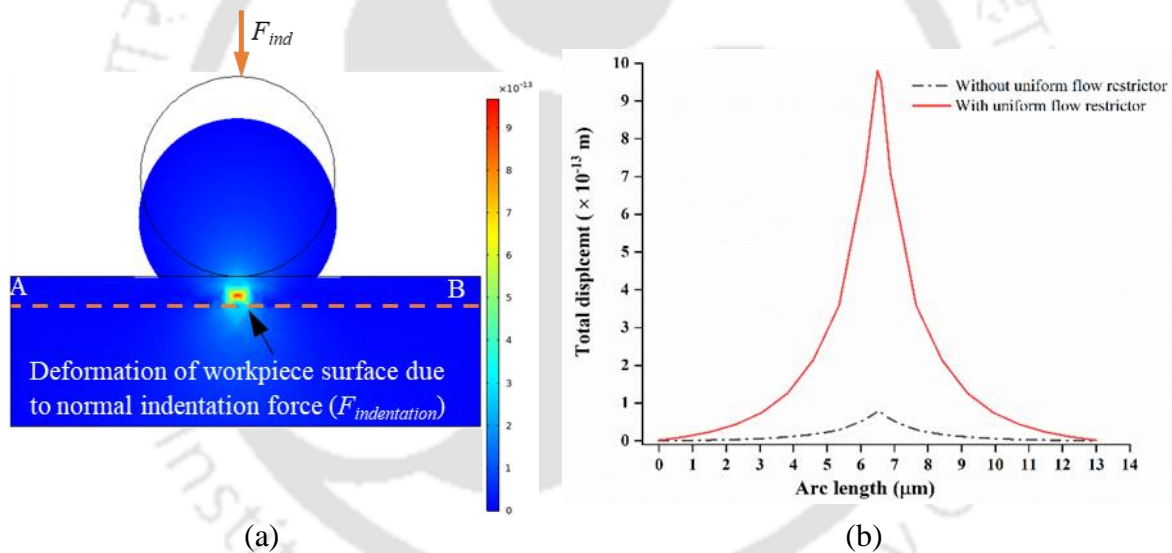 F_ind
×10⁻¹³
9
8
7
6
5
4
3
2
1
0
A
B
Deformation of workpiece surface due
to normal indentation force (F_indentation)
(a)
Without uniform flow restrictor
With uniform flow restrictor
Total displcemt ( × 10⁻¹³ m)
10
9
8
7
6
5
4
3
2
1
0
0 1 2 3 4 5 6 7 8 9 10 11 12 13 14
Arc length (μm)
(b)